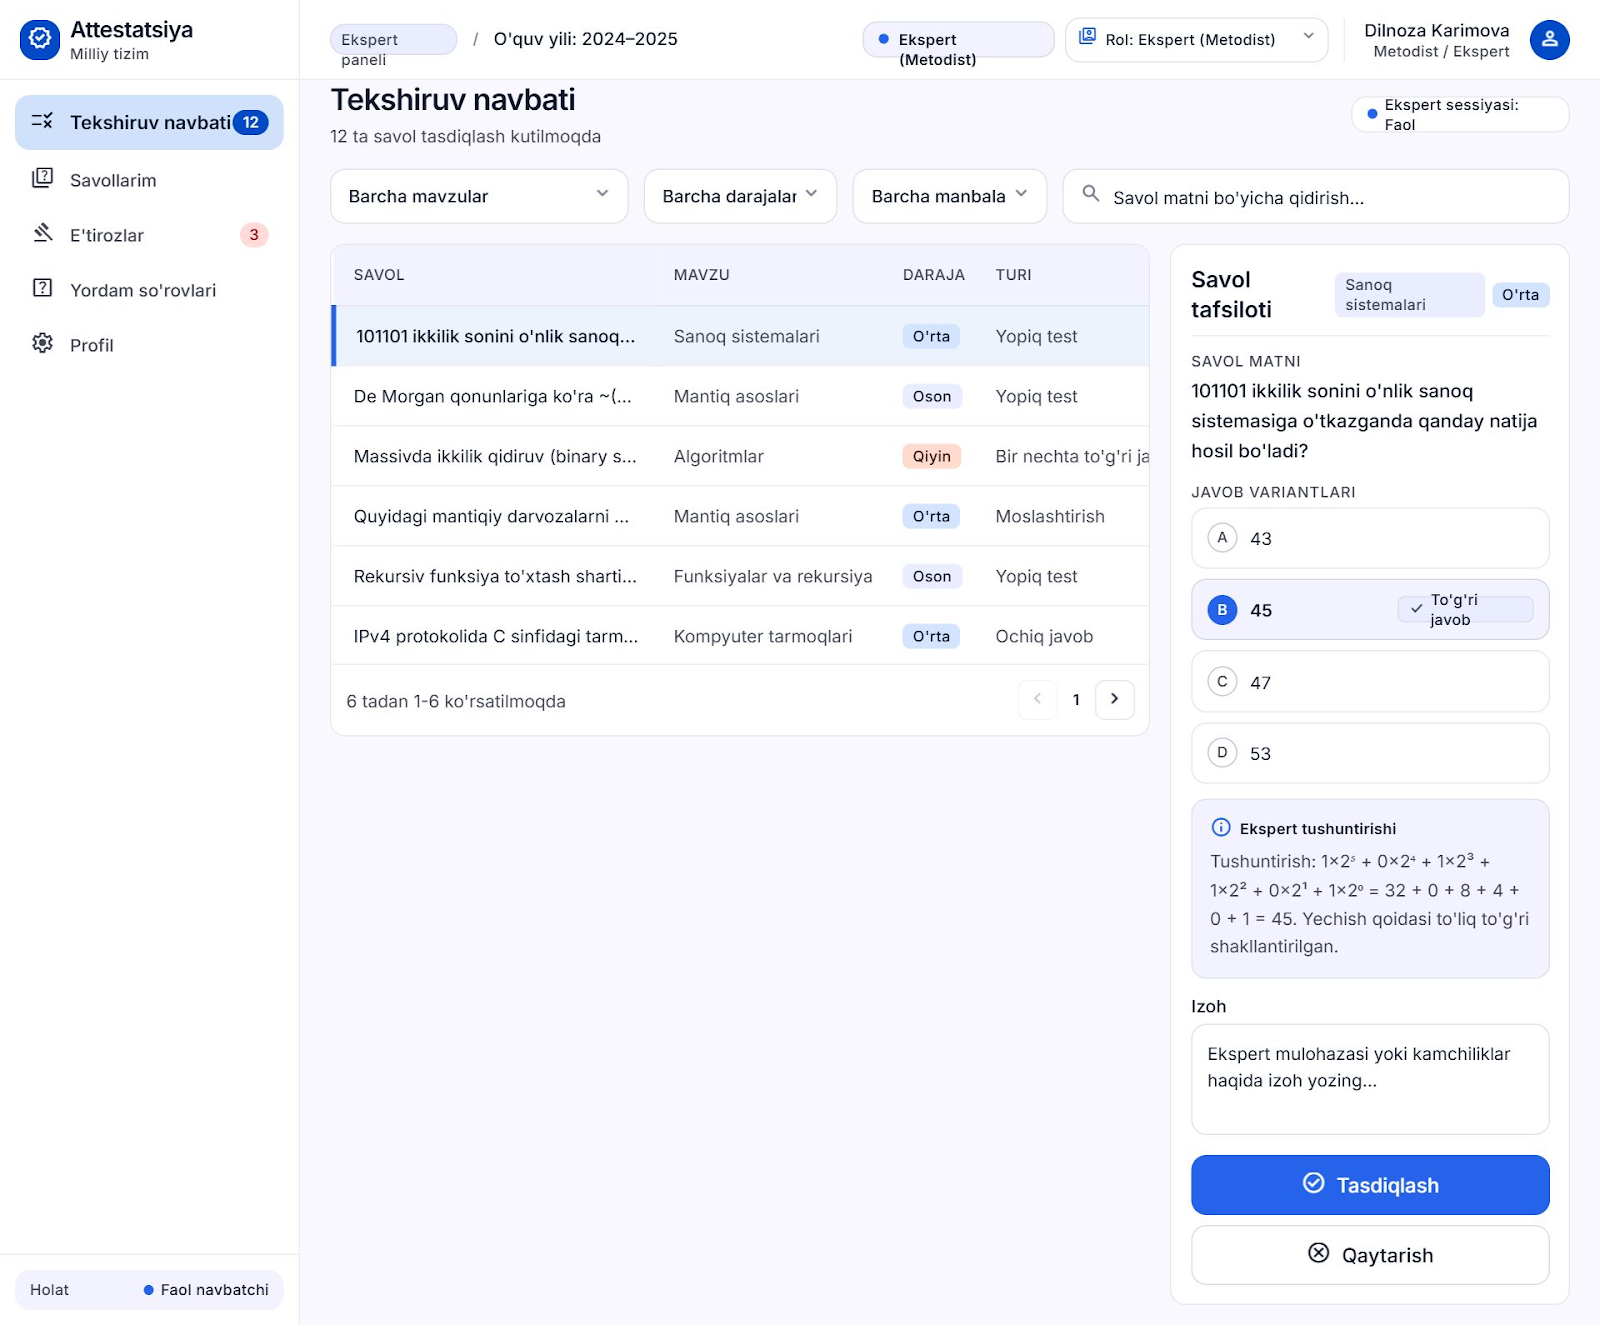 Attestatsiya
Milliy tizim
Tekshiruv navbati 12
Savollarim
E'tirozlar 3
Yordam so'rovlari
Profil
Holat Faol navbatchi
Ekspert
paneli
/ O'quv yili: 2024–2025
Ekspert
(Metodist)
Rol: Ekspert (Metodist)
Dilnoza Karimova
Metodist / Ekspert
Tekshiruv navbati
12 ta savol tasdiqlash kutilmoqda
Ekspert sessiyasi:
Faol
Barcha mavzular
Barcha darajalar
Barcha manbala
Savol matni bo'yicha qidirish...
SAVOL MAVZU DARAJA TURI
101101 ikkilik sonini o'nlik sanoq... Sanoq sistemalari O'rta Yopiq test
De Morgan qonunlariga ko'ra ~(... Mantiq asoslari Oson Yopiq test
Massivda ikkilik qidiruv (binary s... Algoritmlar Qiyin Bir nechta to'g'ri ja
Quyidagi mantiqiy darvozalarni ... Mantiq asoslari O'rta Moslashtirish
Rekursiv funksiya to'xtash sharti... Funksiyalar va rekursiya Oson Yopiq test
IPv4 protokolida C sinfidagi tarm... Kompyuter tarmoqlari O'rta Ochiq javob
6 tadan 1-6 ko'rsatilmoqda 1
Savol
tafsiloti
Sanoq
sistemalari
O'rta
SAVOL MATNI
101101 ikkilik sonini o'nlik sanoq
sistemasiga o'tkazganda qanday natija
hosil bo'ladi?
JAVOB VARIANTLARI
A 43
B 45
To'g'ri
javob
C 47
D 53
Ekspert tushuntirishi
Tushuntirish: 1×2⁵ + 0×2⁴ + 1×2³ +
1×2² + 0×2¹ + 1×2⁰ = 32 + 0 + 8 + 4 +
0 + 1 = 45. Yechish qoidasi to'liq to'g'ri
shakllantirilgan.
Izoh
Ekspert mulohazasi yoki kamchiliklar
haqida izoh yozing...
Tasdiqlash
Qaytarish